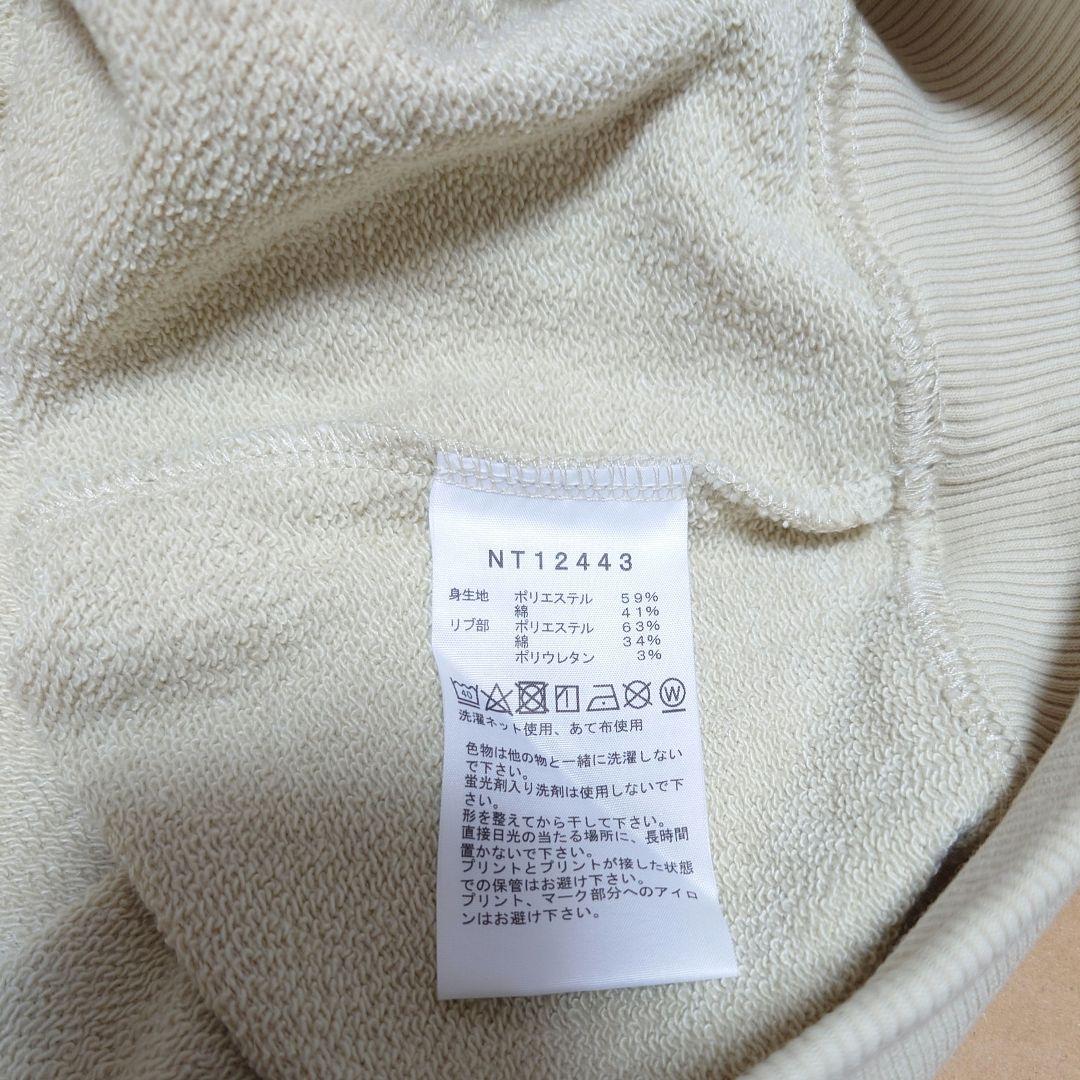 NT12443
身生地 ポリエステル 59%
綿 41%
リブ部 ポリエステル 63%
綿 34%
ポリウレタン 3%
40 W
洗濯ネット使用、あて布使用
色物は他の物と一緒に洗濯しない
で下さい。
蛍光剤入り洗剤は使用しないで下
さい。
形を整えてから干して下さい。
直接日光の当たる場所に、長時間
置かないで下さい。
プリントとプリントが接した状態
での保管はお避け下さい。
プリント、マーク部分へのアイロ
ンはお避け下さい。